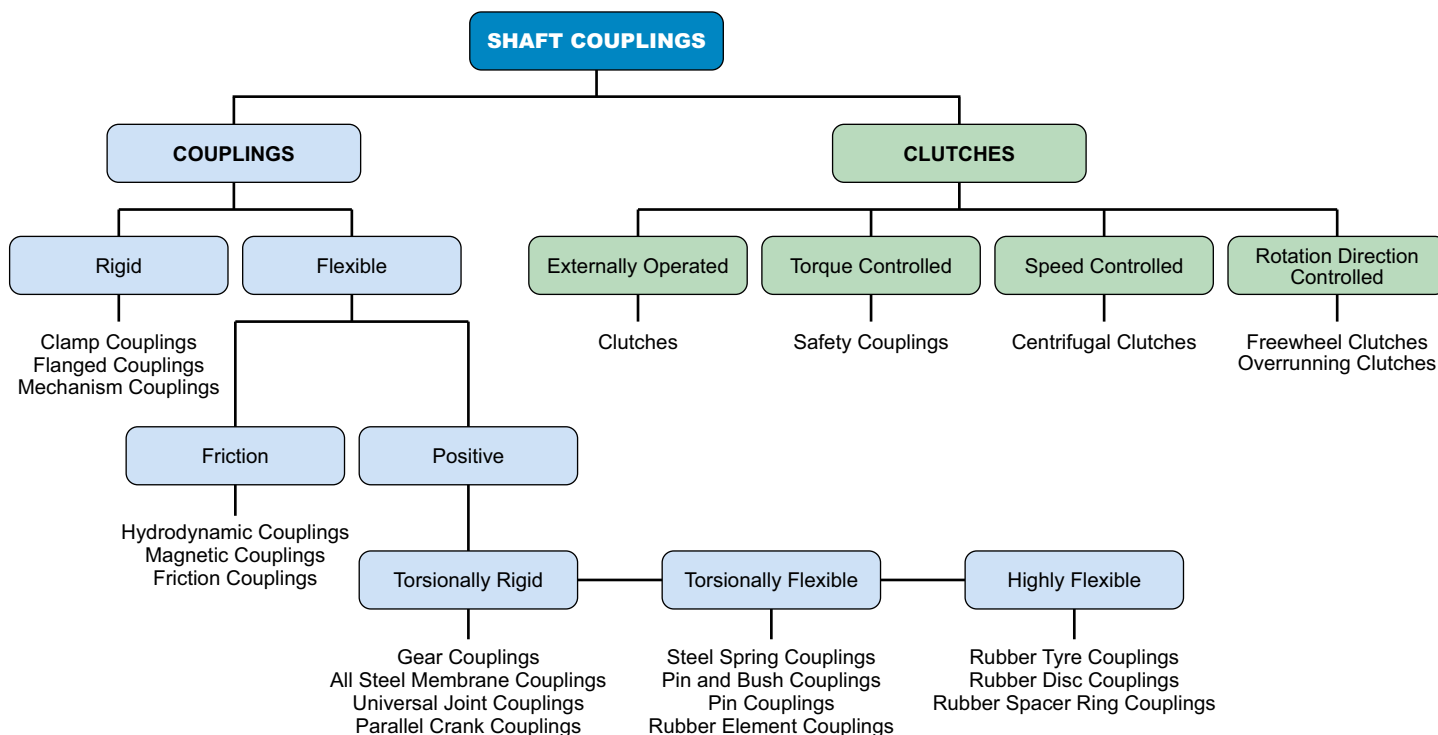 SHAFT COUPLINGS
COUPLINGS
CLUTCHES
Rigid
Flexible
Externally Operated
Torque Controlled
Speed Controlled
Rotation Direction
Controlled
Clamp Couplings
Flanged Couplings
Mechanism Couplings
Clutches
Safety Couplings
Centrifugal Clutches
Freewheel Clutches
Overrunning Clutches
Friction
Positive
Hydrodynamic Couplings
Magnetic Couplings
Friction Couplings
Torsionally Rigid
Torsionally Flexible
Highly Flexible
Gear Couplings
All Steel Membrane Couplings
Universal Joint Couplings
Parallel Crank Couplings
Steel Spring Couplings
Pin and Bush Couplings
Pin Couplings
Rubber Element Couplings
Rubber Tyre Couplings
Rubber Disc Couplings
Rubber Spacer Ring Couplings